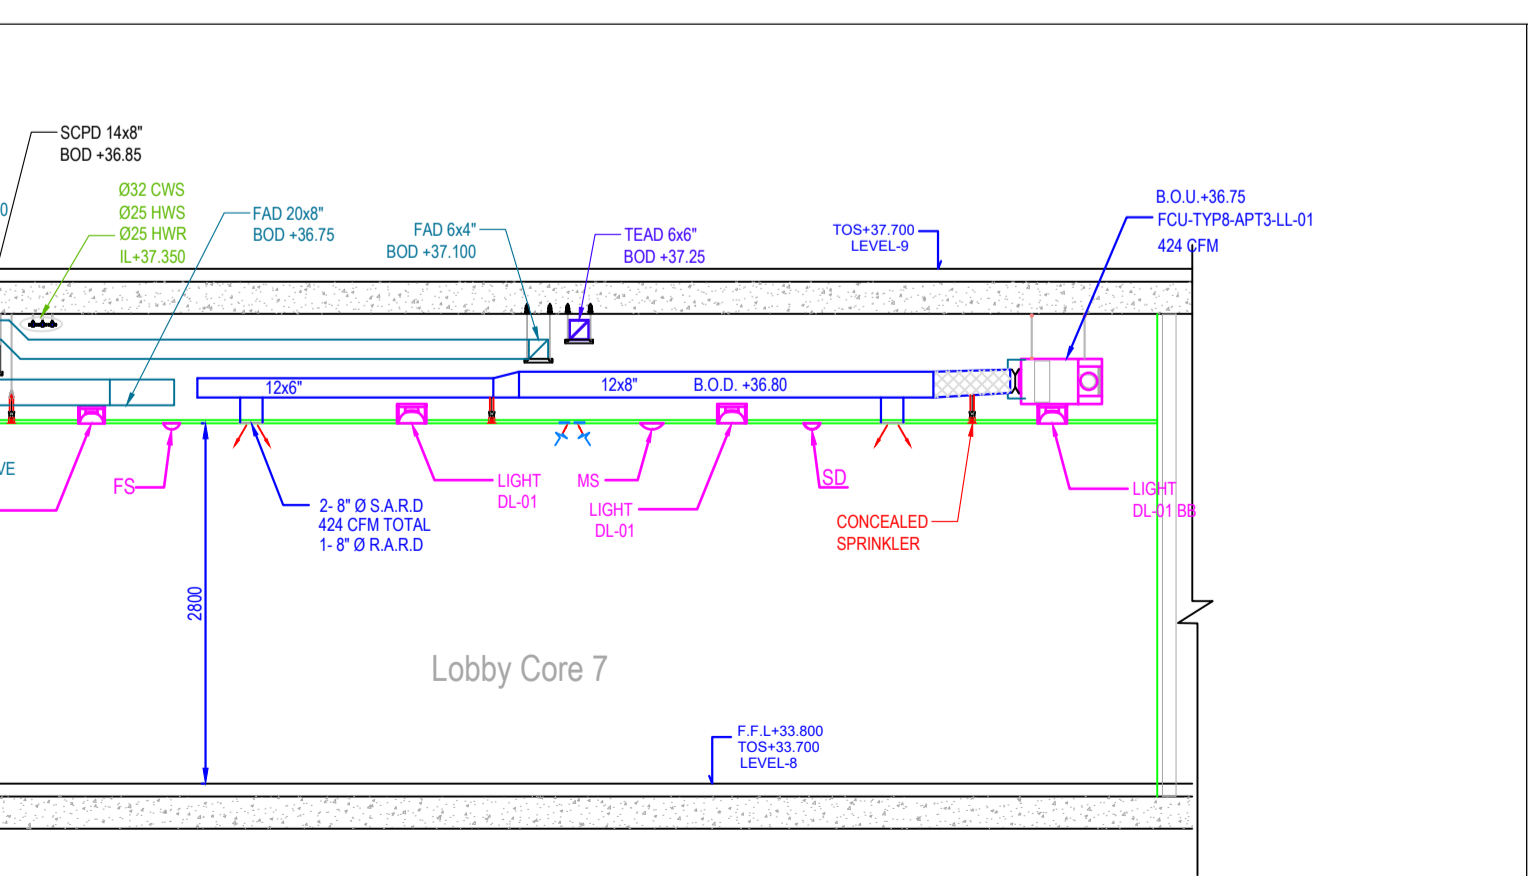 SCPD 14x8"
BOD +36.85
0
Ø32 CWS
Ø25 HWS
Ø25 HWR
IL+37.350
FAD 20x8"
BOD +36.75
FAD 6x4"
BOD +37.100
TEAD 6x6"
BOD +37.25
TOS+37.700
LEVEL-9
B.O.U.+36.75
FCU-TYP8-APT3-LL-01
424 CFM
12x6"
12x8"
B.O.D. +36.80
VE
FS
2- 8" Ø S.A.R.D
424 CFM TOTAL
1- 8" Ø R.A.R.D
LIGHT
DL-01
MS
LIGHT
DL-01
SD
CONCEALED
SPRINKLER
LIGHT
DL-01 BB
2800
Lobby Core 7
F.F.L+33.800
TOS+33.700
LEVEL-8